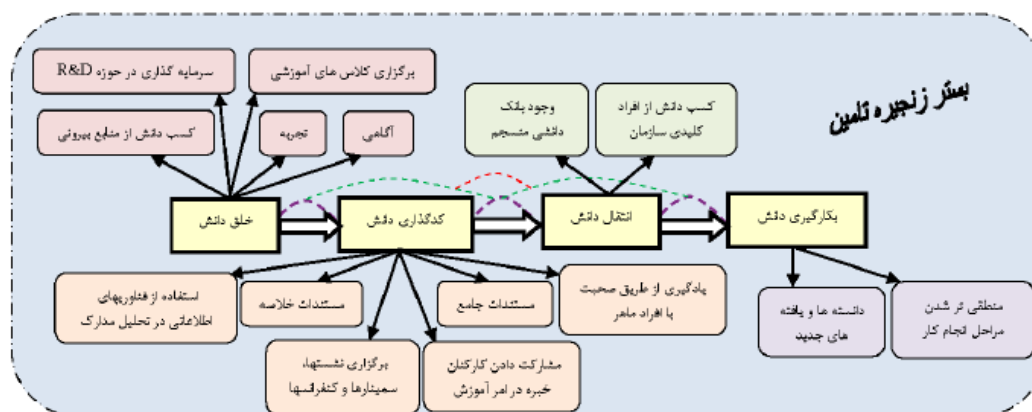 بستر زنجیره تامین
برگزاری کلاس های آموزشی
سرمایه گذاری در حوزه R&D
کسب دانش از افراد
کلیدی سازمان
وجود بانک
دانشی منسجم
آگاهی
تجربه
کسب دانش از منابع بیرونی
خلق دانش
کدگذاری دانش
انتقال دانش
بکارگیری دانش
استفاده از فناوریهای
اطلاعاتی در تحلیل مدارک
مستندات خلاصه
مستندات جامع
یادگیری از طریق صحبت
با افراد ماهر
دانسته ها و یافته
های جدید
منطقی تر شدن
مراحل انجام کار
برگزاری نشستها،
سمینارها و کنفرانسها
مشارکت دادن کارکنان
خبره در امر آموزش